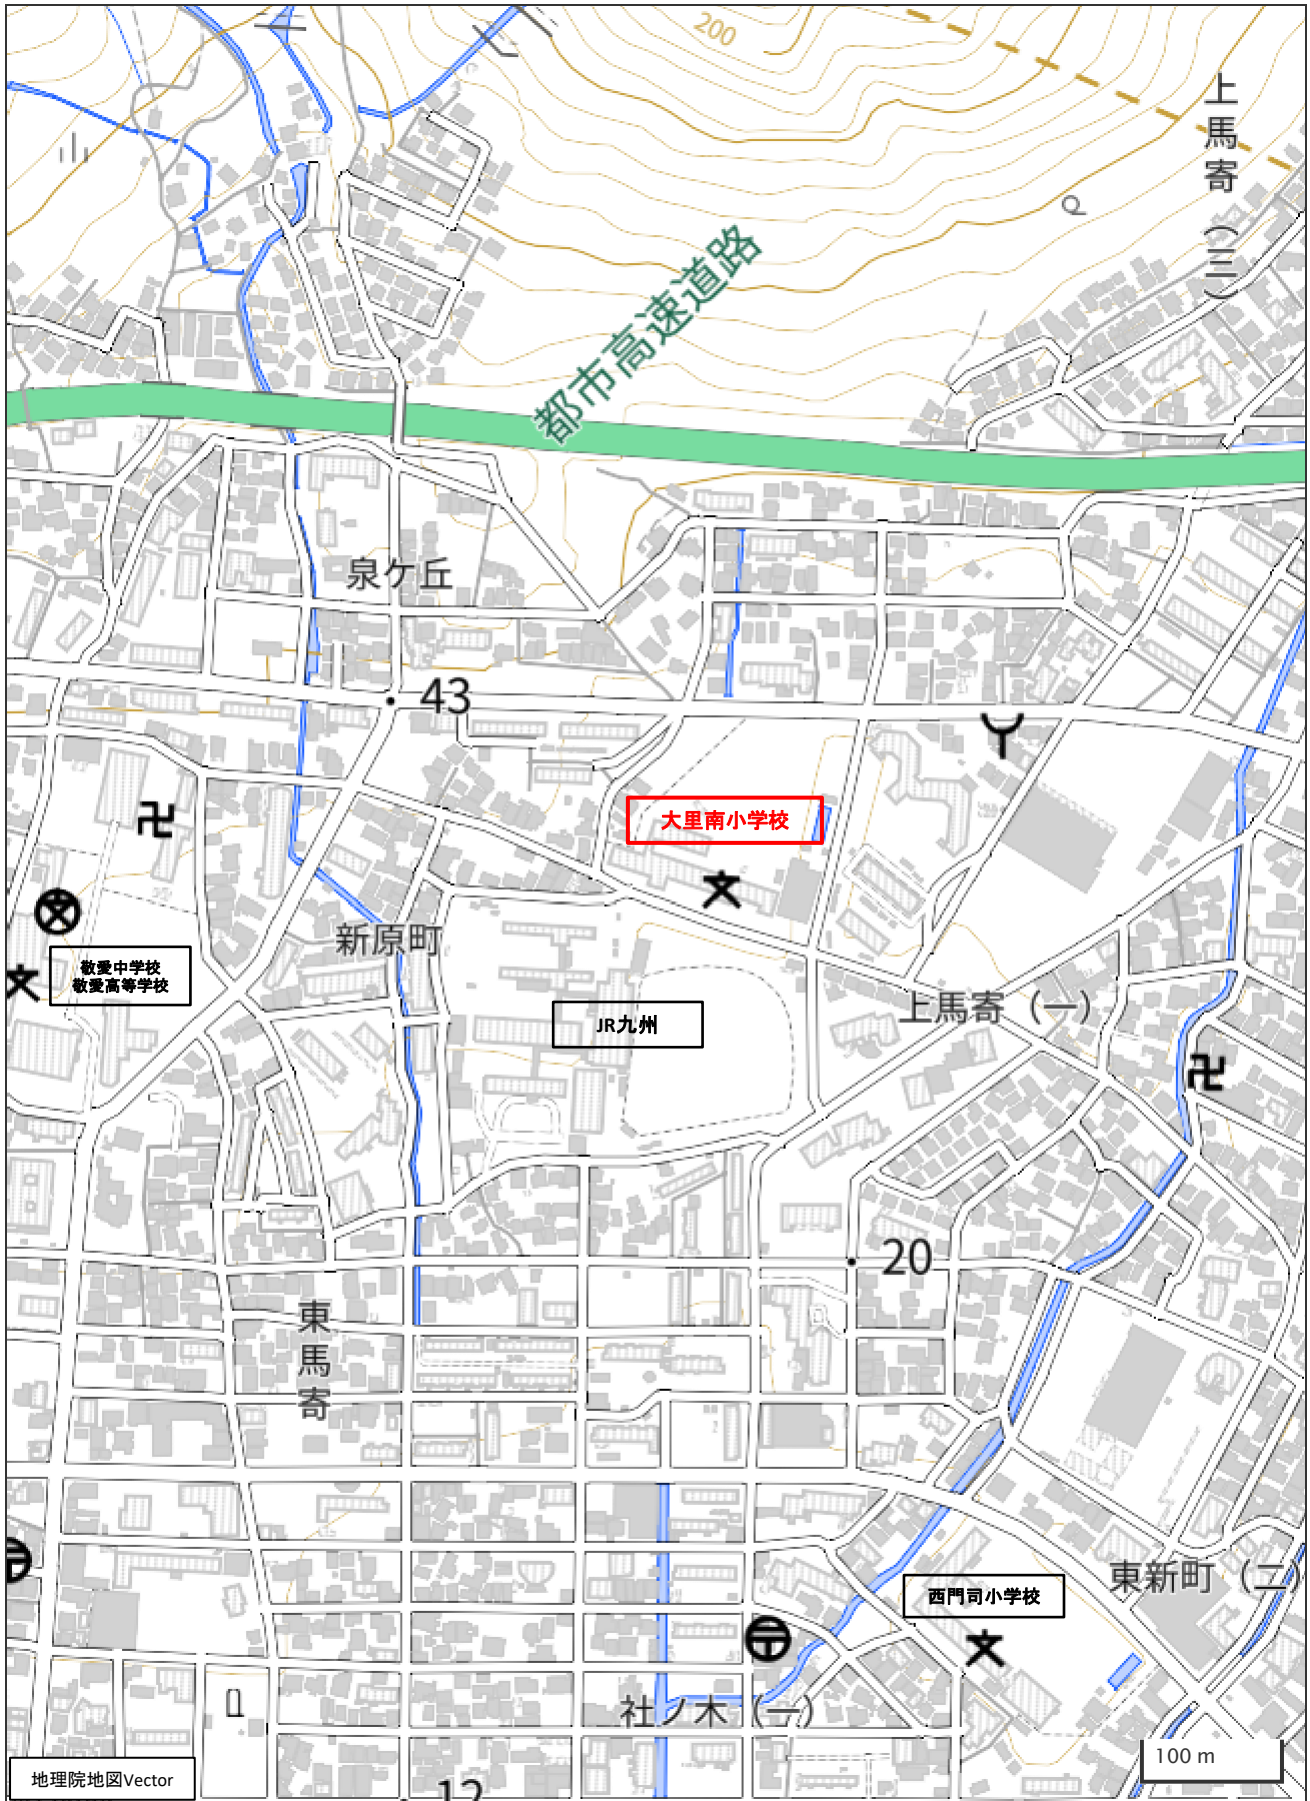 200
上馬寄（三）
都市高速道路
泉ケ丘
43
大里南小学校
新原町
敬愛中学校
敬愛高等学校
JR九州
上馬寄（一）
20
東馬寄
東新町（二）
西門司小学校
社ノ木（一）
100 m
地理院地図Vector
12